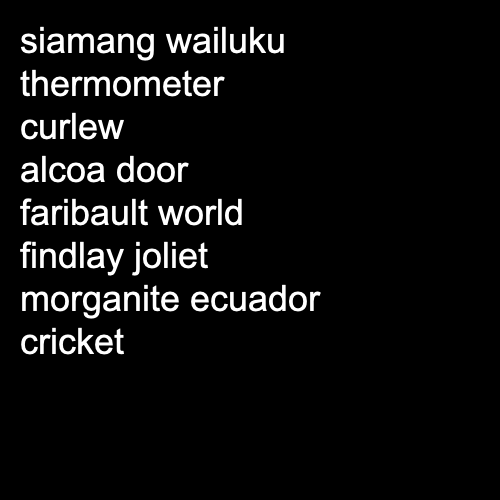 siamang wailuku
thermometer
curlew
alcoa door
faribault world
findlay joliet
morganite ecuador
cricket